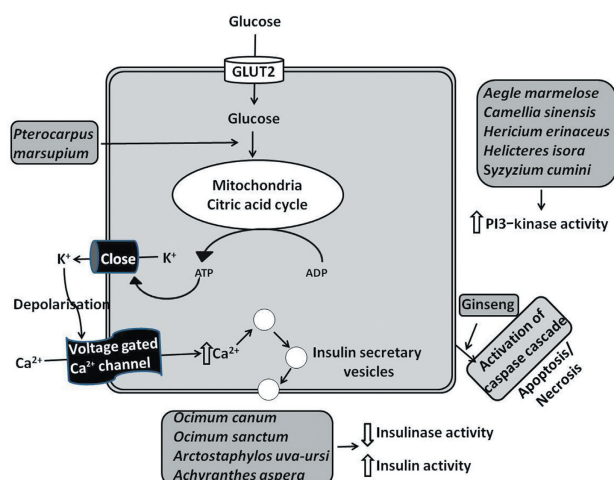 Glucose
GLUT2
Glucose
Pterocarpus
marsupium
Mitochondria
Citric acid cycle
Aegle marmelose
Camellia sinensis
Hericium erinaceus
Helicteres isora
Syzyzium cumini
PI3-kinase activity
K+
Close
K+
ATP
ADP
Depolarisation
Ca2+
Voltage gated
Ca2+ channel
Ca2+
Insulin secretary
vesicles
Ginseng
Activation of
caspase cascade
Apoptosis/
Necrosis
Ocimum canum
Ocimum sanctum
Arctostaphylos uva-ursi
Achyranthes aspera
Insulinase activity
Insulin activity